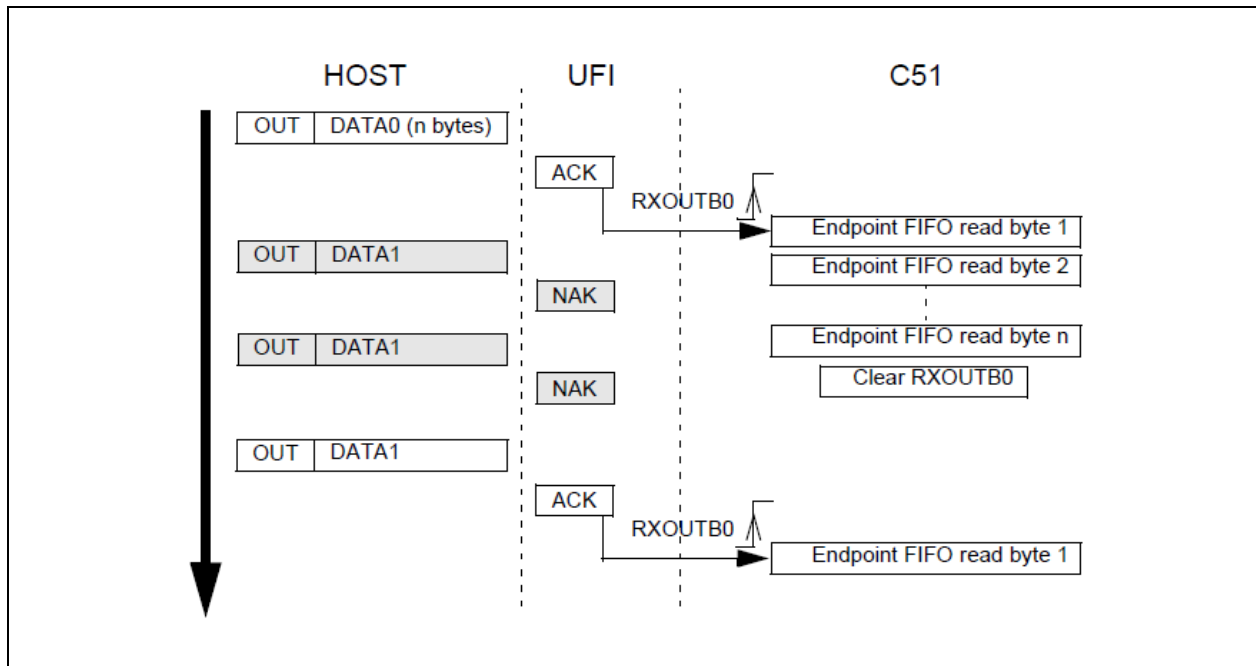 HOST UFI C51
OUT DATA0 (n bytes)
ACK
RXOUTB0
Endpoint FIFO read byte 1
OUT DATA1
Endpoint FIFO read byte 2
NAK
OUT DATA1
Endpoint FIFO read byte n
NAK
Clear RXOUTB0
OUT DATA1
ACK
RXOUTB0
Endpoint FIFO read byte 1